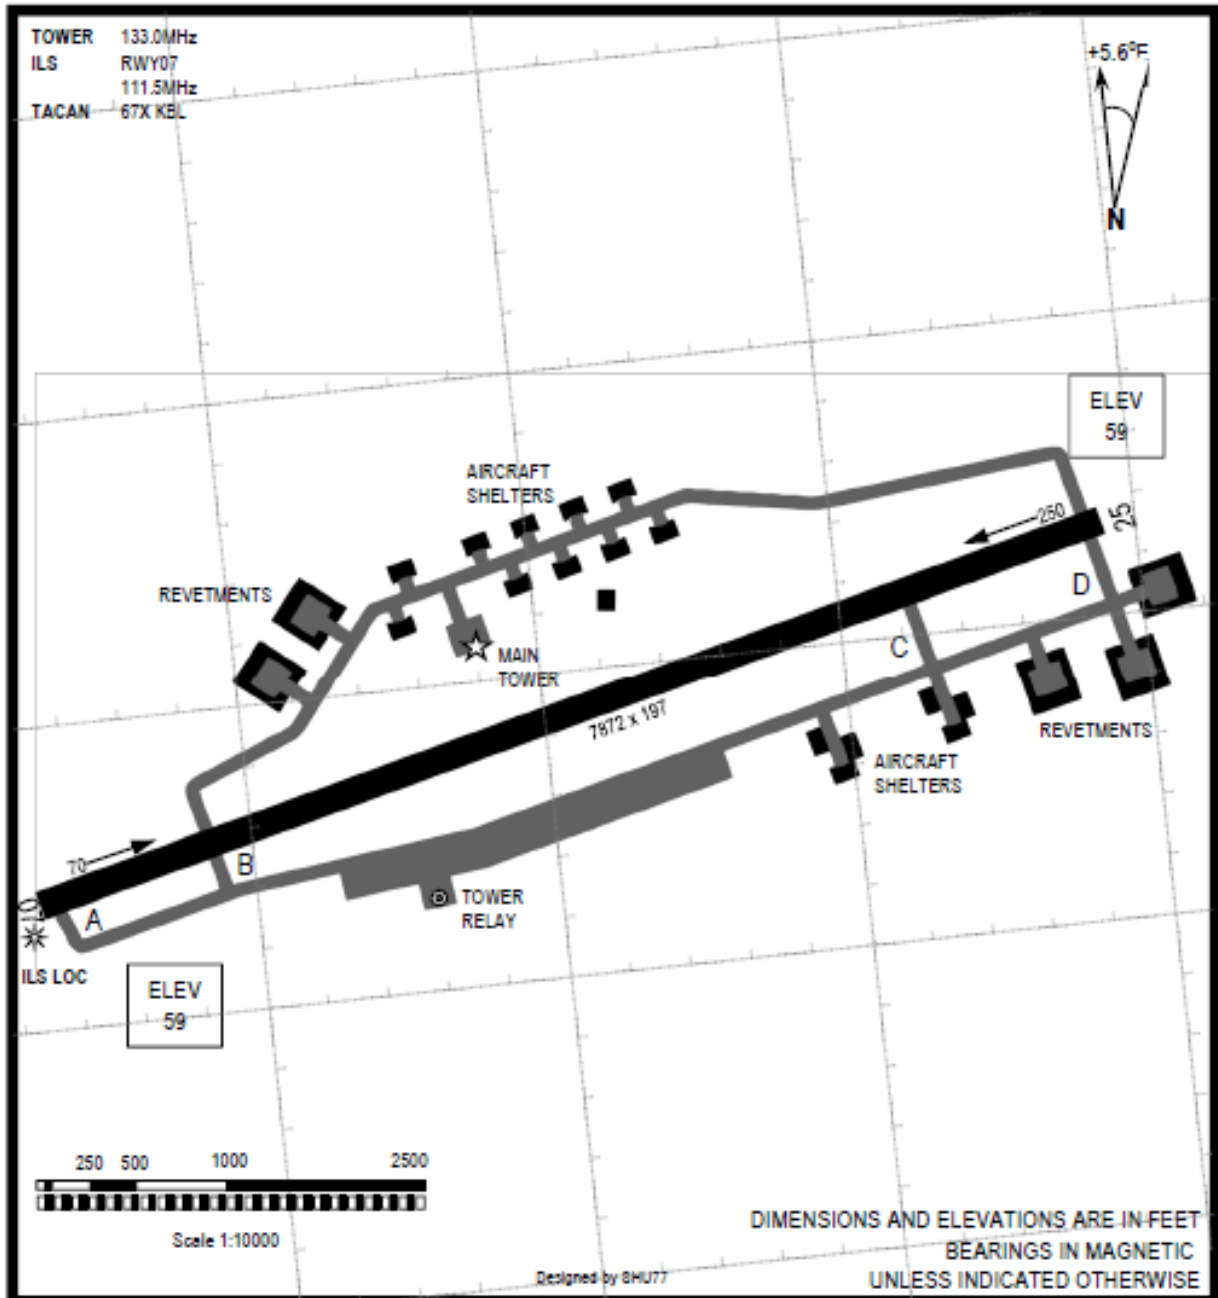 TOWER 133.0MHz
ILS RWY07
111.5MHz
TACAN 67X KBL
+5.6°E
N
ELEV
59
AIRCRAFT
SHELTERS
250
25
REVETMENTS
D
C
MAIN
TOWER
7872 x 197
REVETMENTS
AIRCRAFT
SHELTERS
70
B
TOWER
RELAY
07
A
ILS LOC
ELEV
59
250 500 1000 2500
Scale 1:10000
DIMENSIONS AND ELEVATIONS ARE IN FEET
BEARINGS IN MAGNETIC
UNLESS INDICATED OTHERWISE
Designed by SHU77